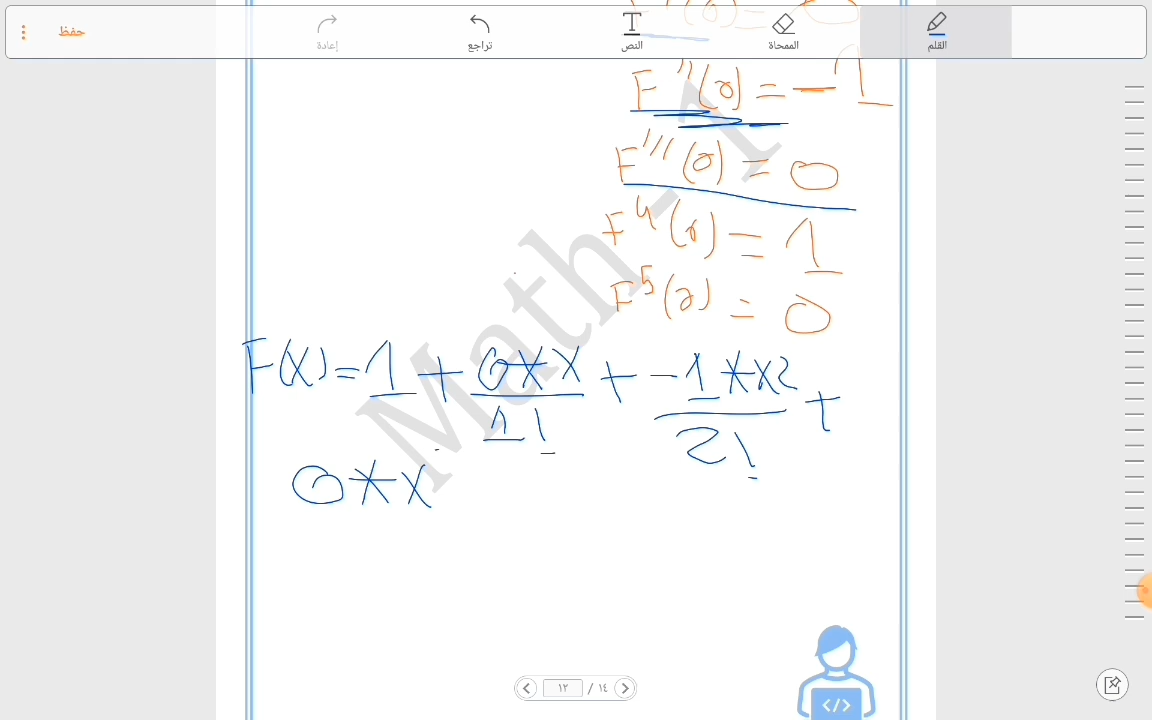 حفظ
إعادة
تراجع
النص
الممحاة
القلم
F''(0) = -1
F'''(0) = 0
F4(0) = 1
F5(0) = 0
F(X) = 1 + 0*X/1! + -1*X2/2! +
0*X
Math-1
١٢ / ١٤
</>